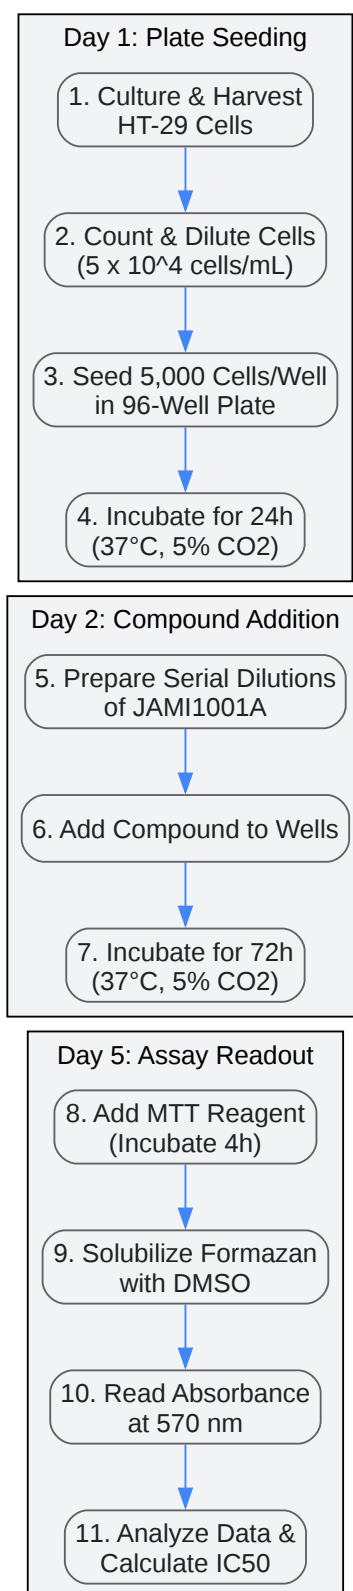 Day 1: Plate Seeding
1. Culture & Harvest
HT-29 Cells
2. Count & Dilute Cells
(5 x 10^4 cells/mL)
3. Seed 5,000 Cells/Well
in 96-Well Plate
4. Incubate for 24h
(37°C, 5% CO2)
Day 2: Compound Addition
5. Prepare Serial Dilutions
of JAMI1001A
6. Add Compound to Wells
7. Incubate for 72h
(37°C, 5% CO2)
Day 5: Assay Readout
8. Add MTT Reagent
(Incubate 4h)
9. Solubilize Formazan
with DMSO
10. Read Absorbance
at 570 nm
11. Analyze Data &
Calculate IC50